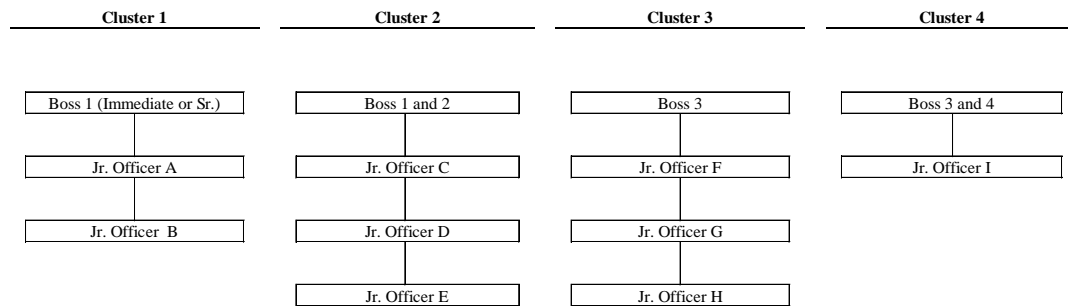 Cluster 1 Cluster 2 Cluster 3 Cluster 4
Boss 1 (Immediate or Sr.) Boss 1 and 2 Boss 3 Boss 3 and 4
Jr. Officer A Jr. Officer C Jr. Officer F Jr. Officer I
Jr. Officer B Jr. Officer D Jr. Officer G
Jr. Officer E Jr. Officer H